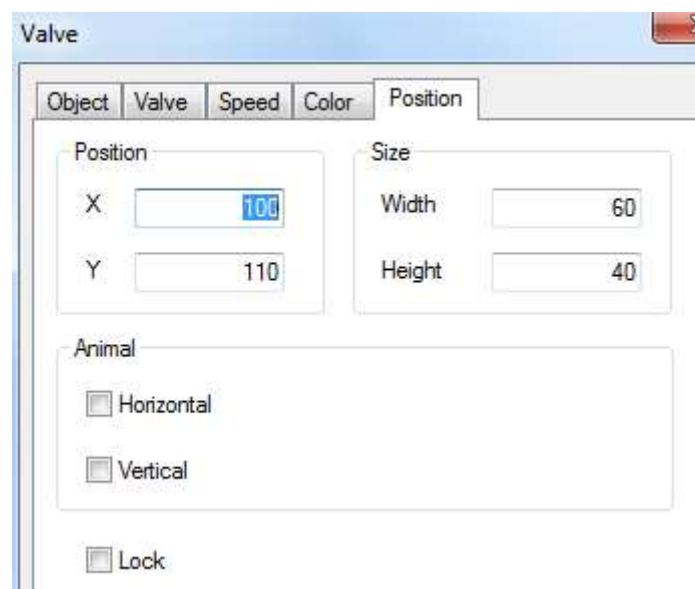 Valve
Object Valve Speed Color Position
Position
X 100
Y 110
Size
Width 60
Height 40
Animal
Horizontal
Vertical
Lock